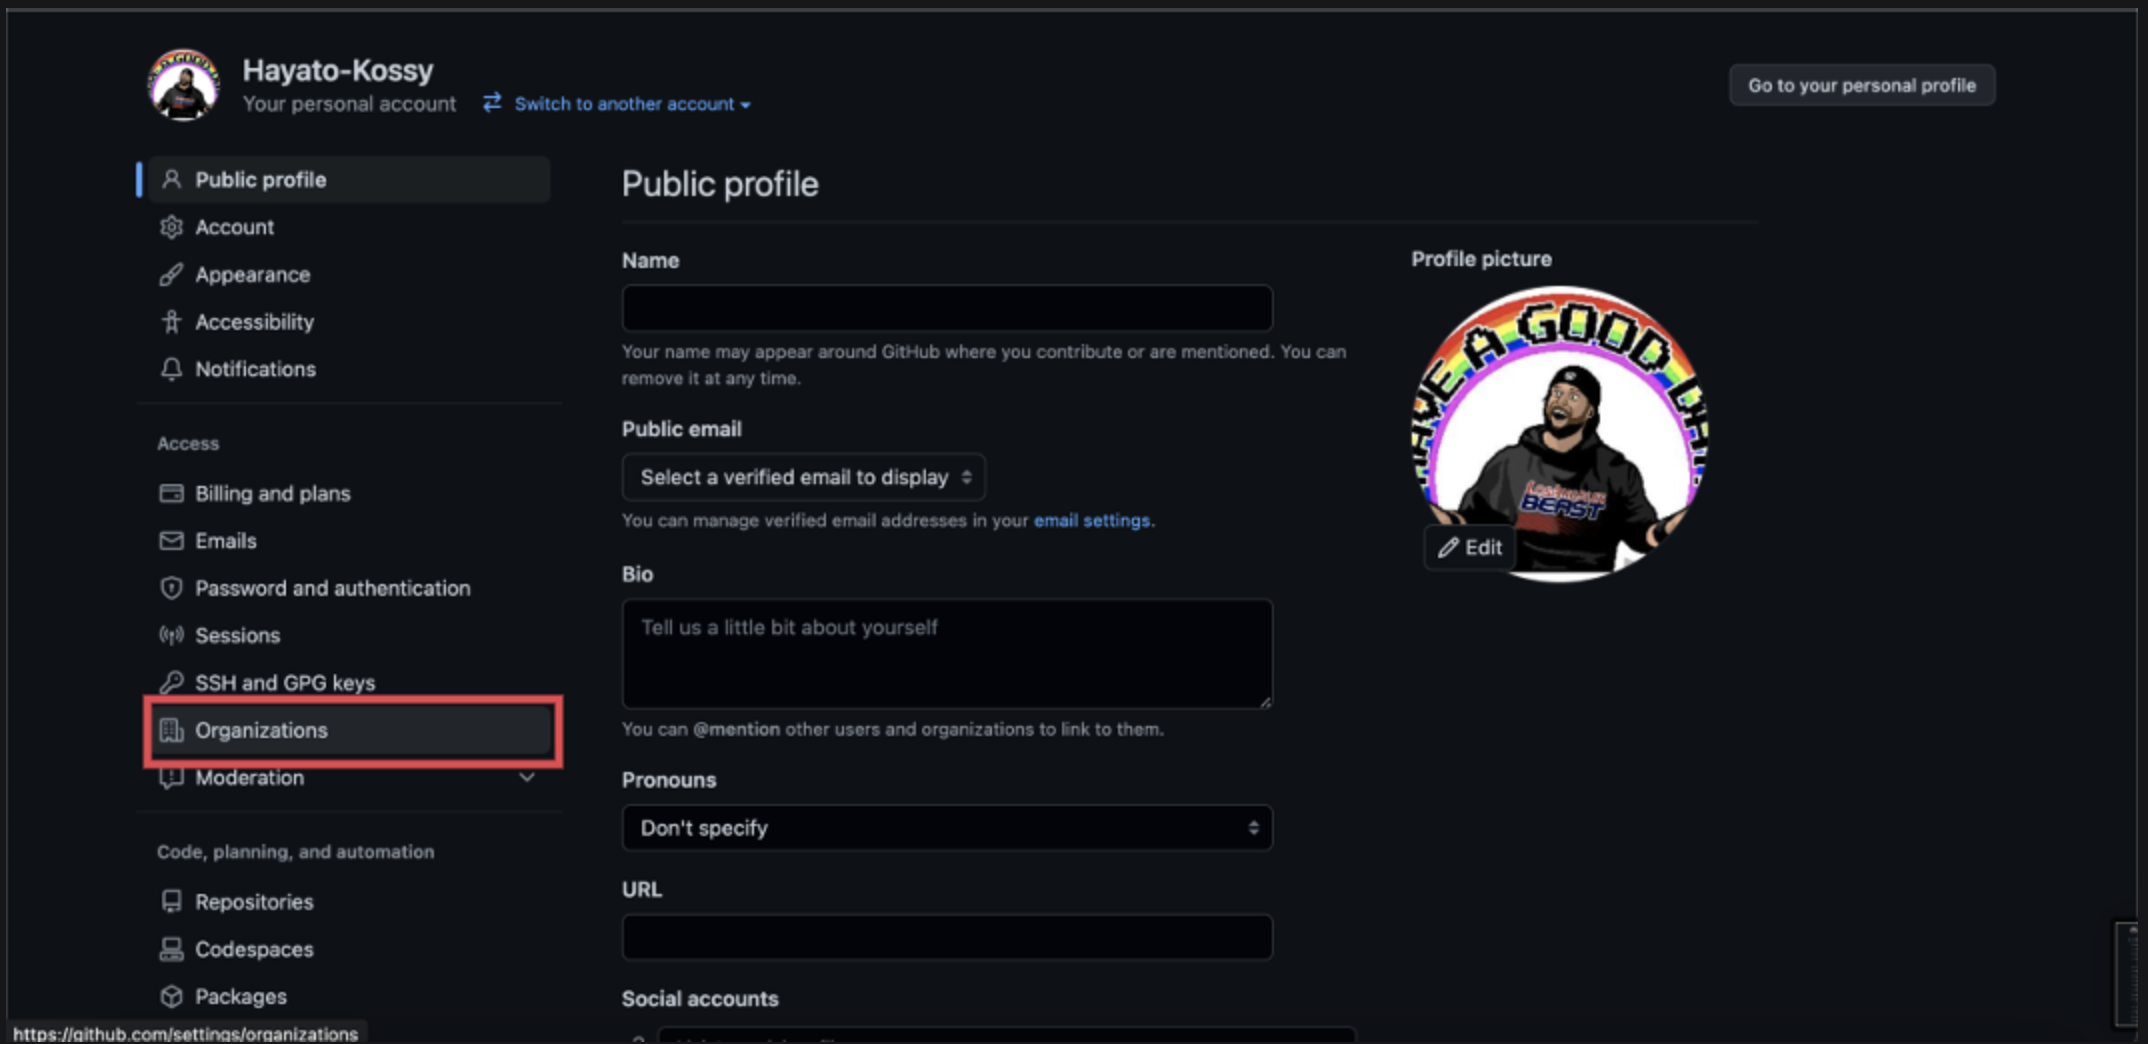 Hayato-Kossy
Your personal account
Switch to another account
Go to your personal profile
Public profile
Account
Appearance
Accessibility
Notifications
Access
Billing and plans
Emails
Password and authentication
Sessions
SSH and GPG keys
Organizations
Moderation
Code, planning, and automation
Repositories
Codespaces
Packages
https://github.com/settings/organizations
Public profile
Name
Your name may appear around GitHub where you contribute or are mentioned. You can
remove it at any time.
Public email
Select a verified email to display
You can manage verified email addresses in your email settings.
Bio
Tell us a little bit about yourself
You can @mention other users and organizations to link to them.
Pronouns
Don't specify
URL
Social accounts
Profile picture
HAVE A GOOD DAY
BEAST
Edit